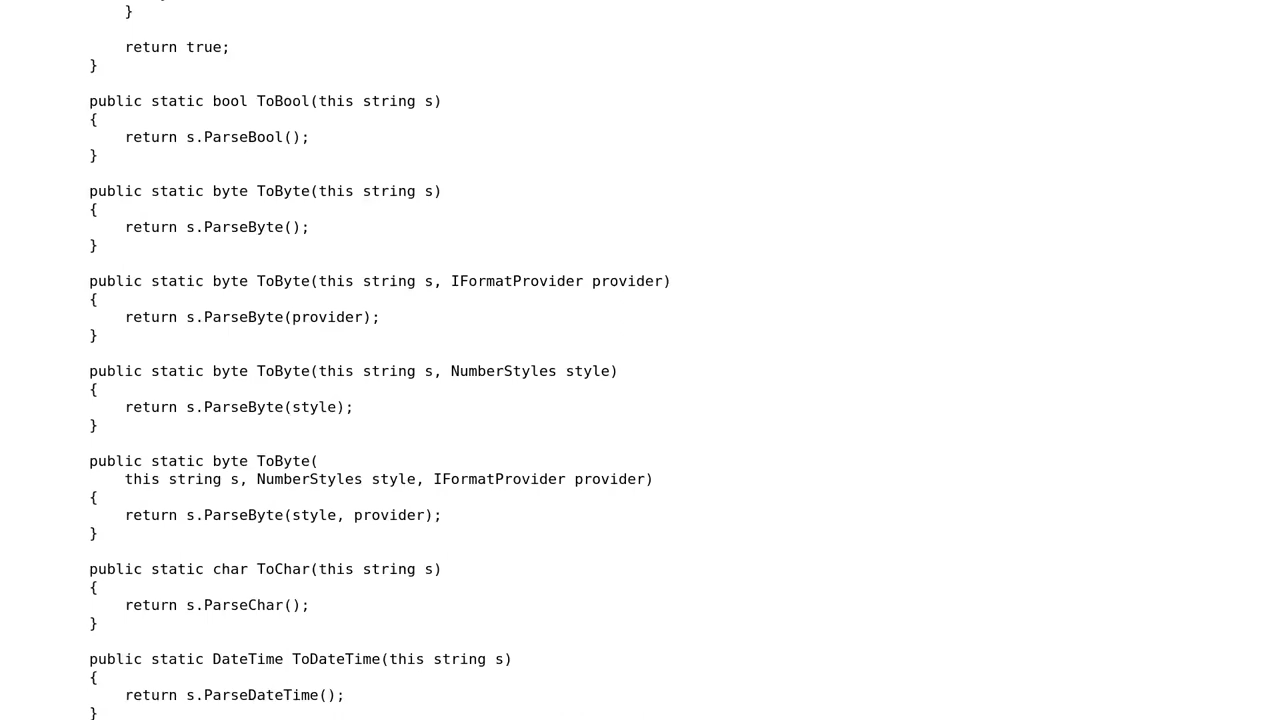 }
return true;
}
public static bool ToBool(this string s)
{
return s.ParseBool();
}
public static byte ToByte(this string s)
{
return s.ParseByte();
}
public static byte ToByte(this string s, IFormatProvider provider)
{
return s.ParseByte(provider);
}
public static byte ToByte(this string s, NumberStyles style)
{
return s.ParseByte(style);
}
public static byte ToByte(
this string s, NumberStyles style, IFormatProvider provider)
{
return s.ParseByte(style, provider);
}
public static char ToChar(this string s)
{
return s.ParseChar();
}
public static DateTime ToDateTime(this string s)
{
return s.ParseDateTime();
}